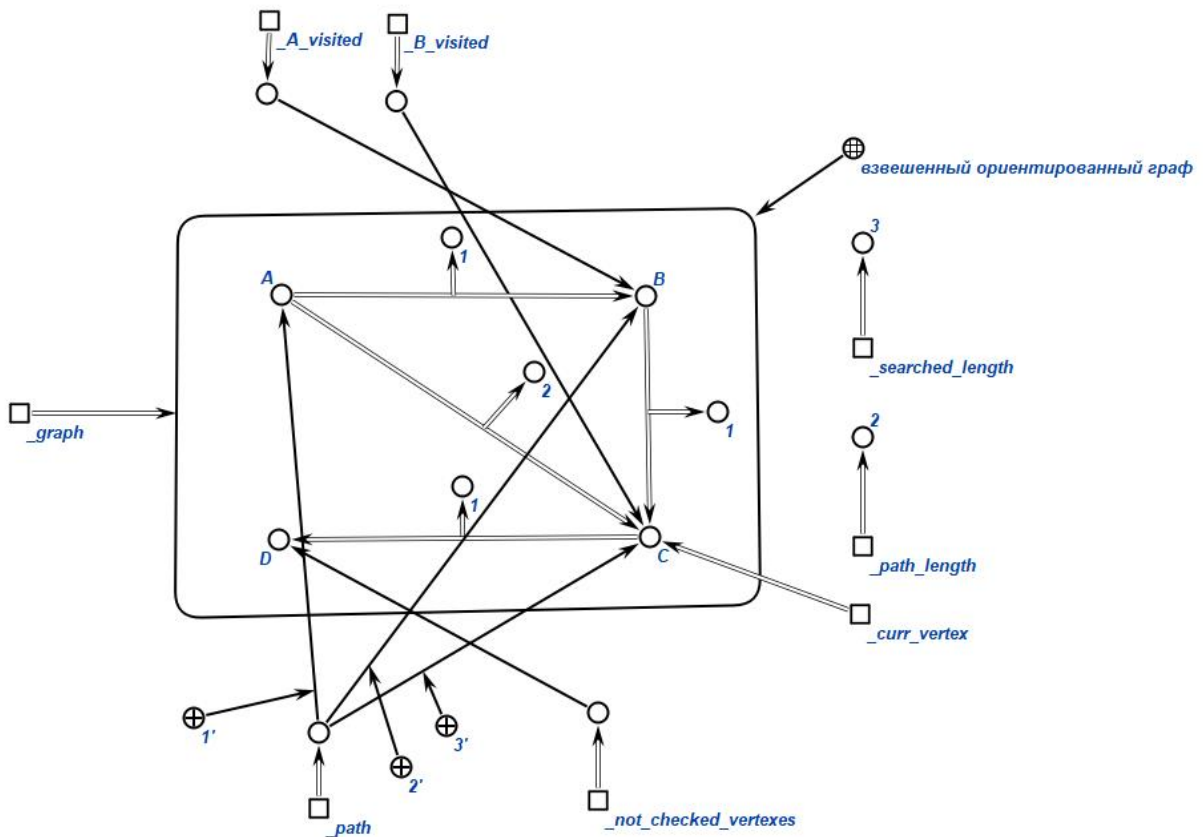 _A_visited
_B_visited
взвешенный ориентированный граф
3
1
A
B
_searched_length
2
2
1
_graph
1
D
C
_path_length
_curr_vertex
1'
3'
2'
_path
_not_checked_vertexes